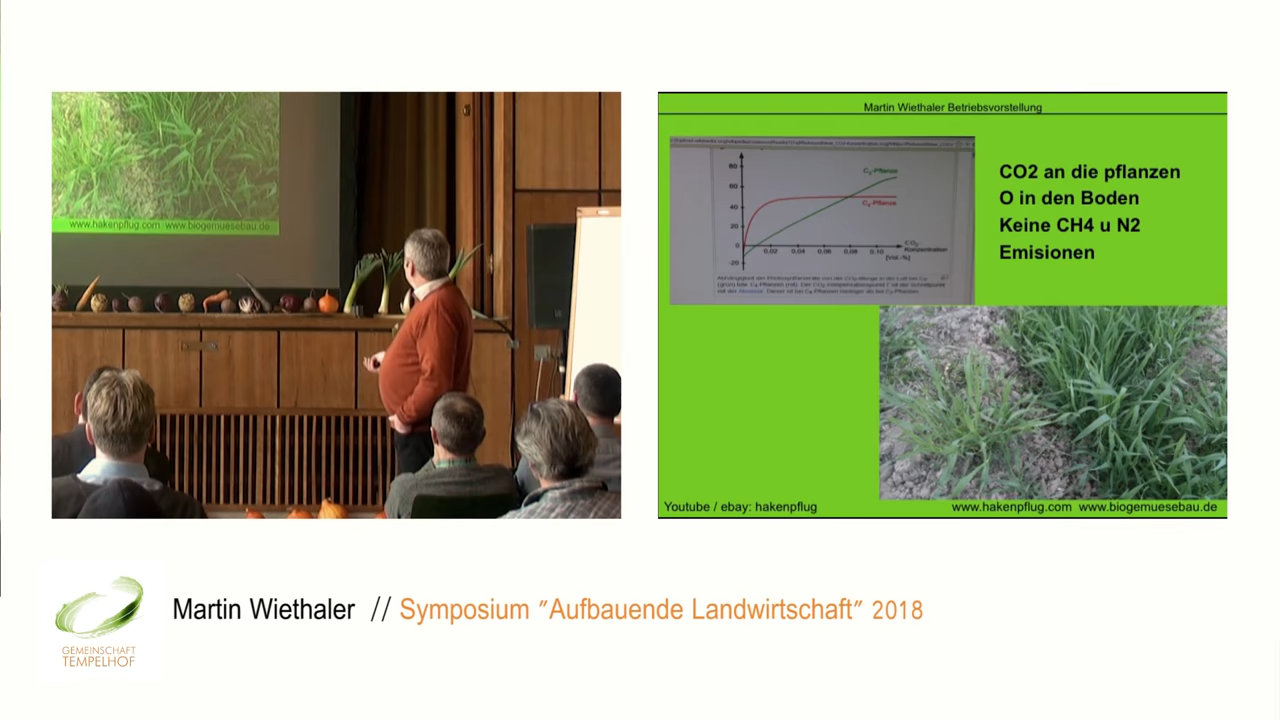 www.hakenpflug.com www.biogemuesebau.de
Martin Wiethaler Betriebsvorstellung
80
60
40
20
0
-20
C3-Pflanze
C4-Pflanze
0,02 0,04 0,06 0,08 0,10
CO2
Konzentration
[Vol.-%]
CO2 an die pflanzen
O in den Boden
Keine CH4 u N2
Emisionen
Youtube / ebay: hakenpflug
www.hakenpflug.com www.biogemuesebau.de
GEMEINSCHAFT
TEMPELHOF
Martin Wiethaler // Symposium "Aufbauende Landwirtschaft" 2018